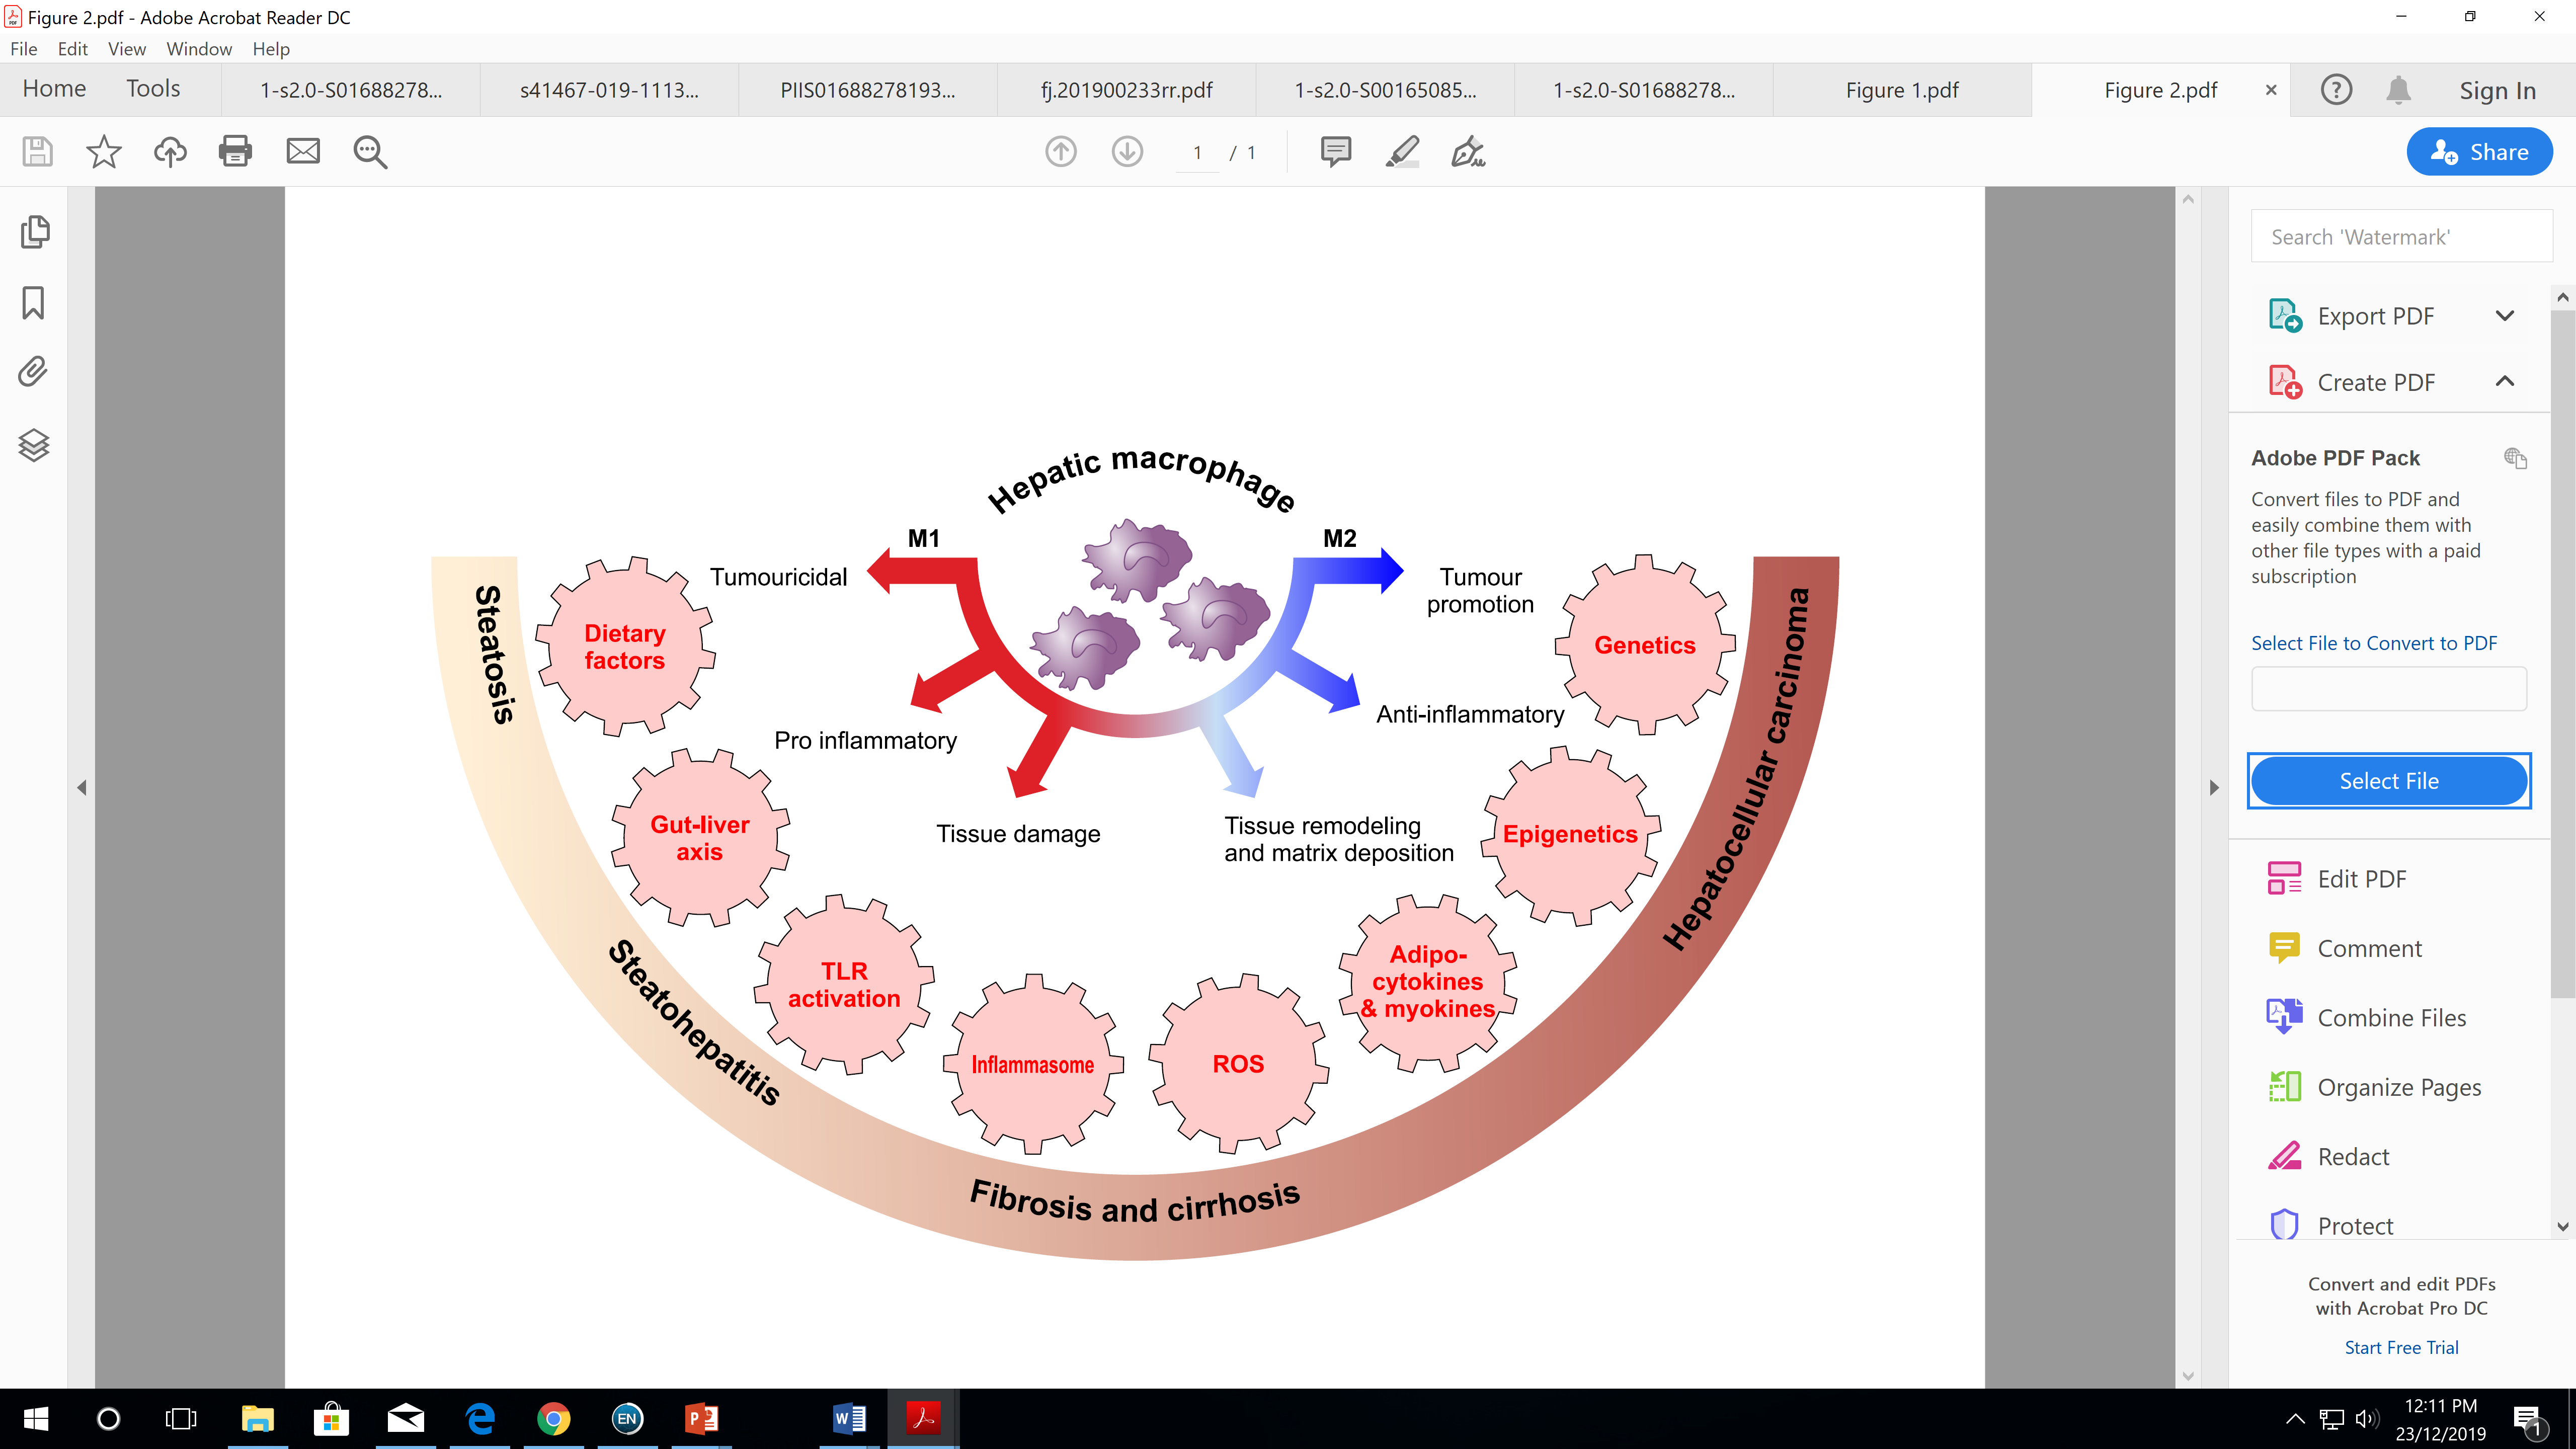 Figure 2.pdf - Adobe Acrobat Reader DC
File Edit View Window Help
Home Tools 1-s2.0-S01688278... s41467-019-1113... PIIS01688278193... fj.201900233rr.pdf 1-s2.0-S00165085... 1-s2.0-S01688278... Figure 1.pdf Figure 2.pdf × ? Sign In
1 / 1
Share
Hepatic macrophage
M1
M2
Tumouricidal
Pro inflammatory
Tissue damage
Tumour
promotion
Anti-inflammatory
Tissue remodeling
and matrix deposition
Dietary
factors
Gut-liver
axis
TLR
activation
Inflammasome
ROS
Adipo-
cytokines
& myokines
Epigenetics
Genetics
Steatosis
Steatohepatitis
Fibrosis and cirrhosis
Hepatocellular carcinoma
Search 'Watermark'
Export PDF
Create PDF
Adobe PDF Pack
Convert files to PDF and
easily combine them with
other file types with a paid
subscription
Select File to Convert to PDF
Select File
Edit PDF
Comment
Combine Files
Organize Pages
Redact
Protect
Convert and edit PDFs
with Acrobat Pro DC
Start Free Trial
EN
P
W
12:11 PM
23/12/2019
1